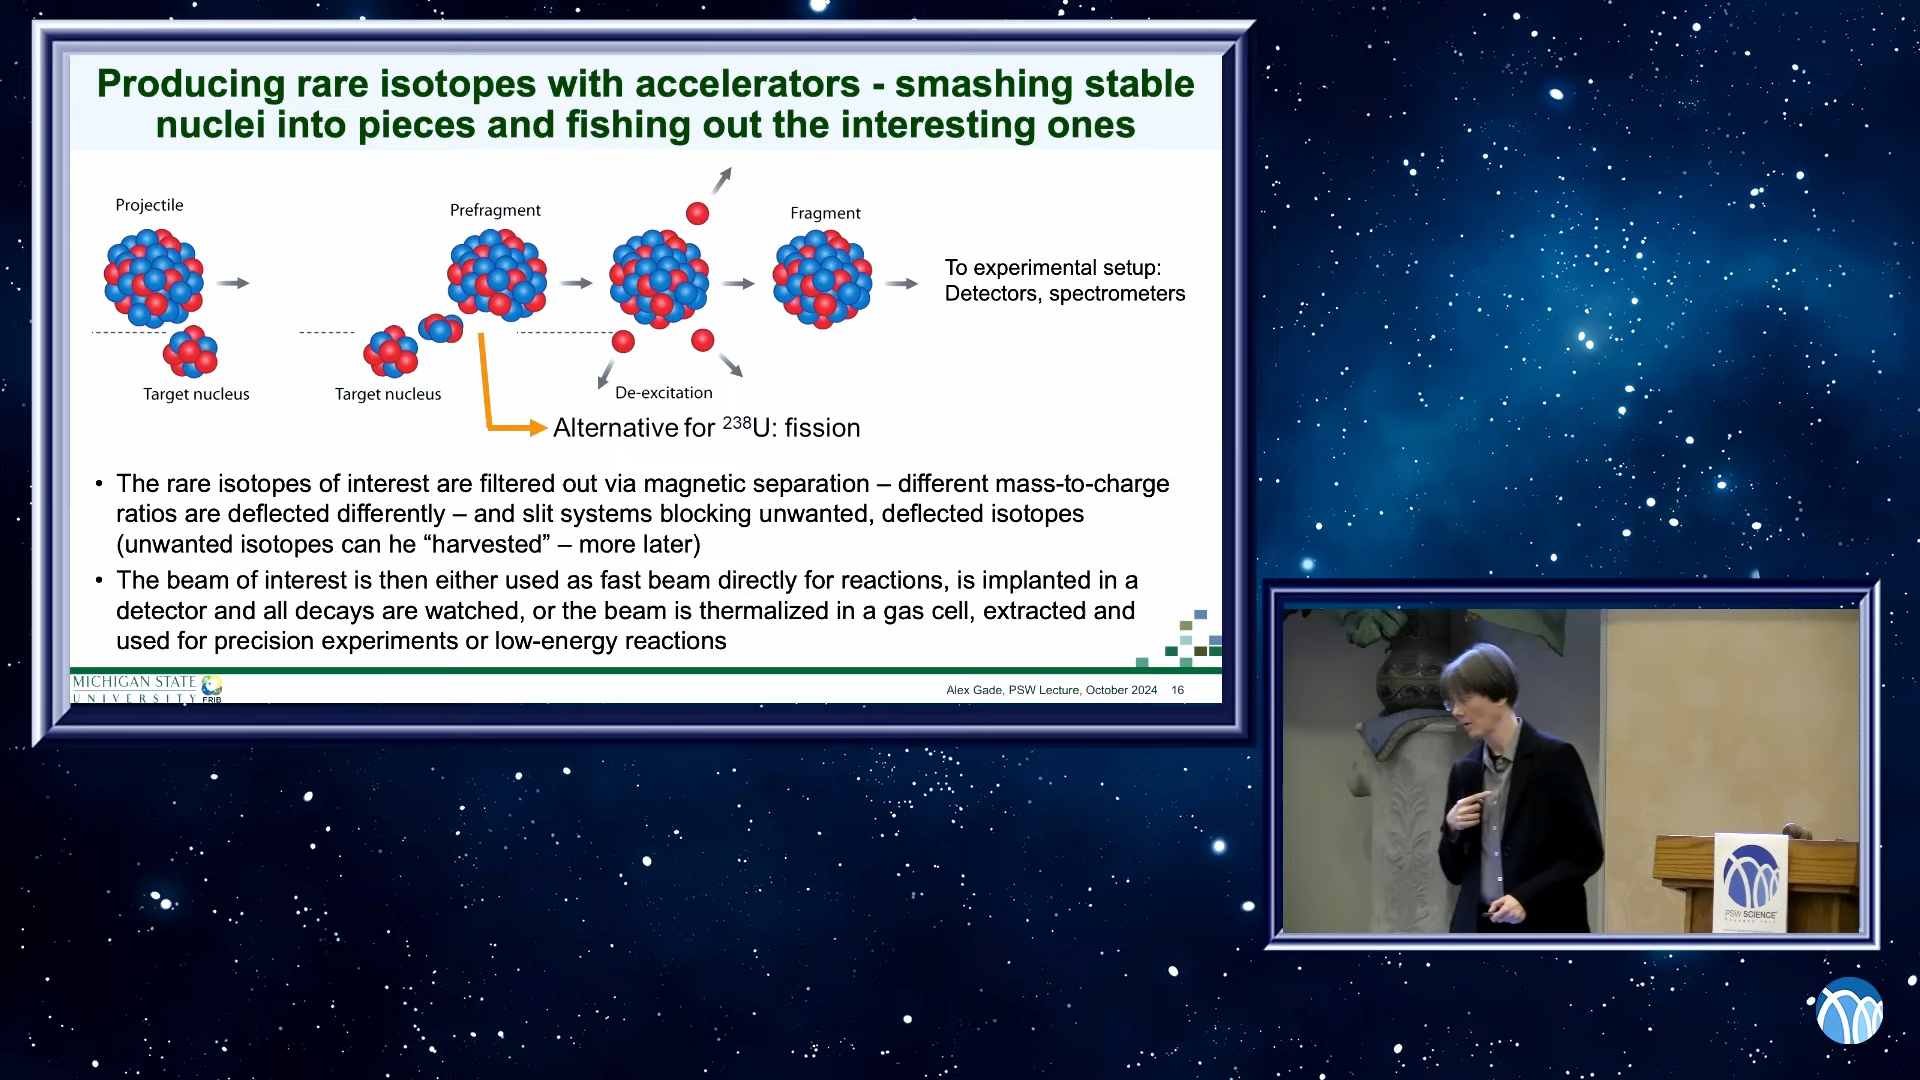 Producing rare isotopes with accelerators - smashing stable
nuclei into pieces and fishing out the interesting ones
Projectile
Prefragment
Fragment
To experimental setup:
Detectors, spectrometers
Target nucleus
Target nucleus
De-excitation
Alternative for ²³⁸U: fission
• The rare isotopes of interest are filtered out via magnetic separation – different mass-to-charge
ratios are deflected differently – and slit systems blocking unwanted, deflected isotopes
(unwanted isotopes can he “harvested” – more later)
• The beam of interest is then either used as fast beam directly for reactions, is implanted in a
detector and all decays are watched, or the beam is thermalized in a gas cell, extracted and
used for precision experiments or low-energy reactions
MICHIGAN STATE
UNIVERSITY
FRIB
Alex Gade, PSW Lecture, October 2024 16
PSW SCIENCE